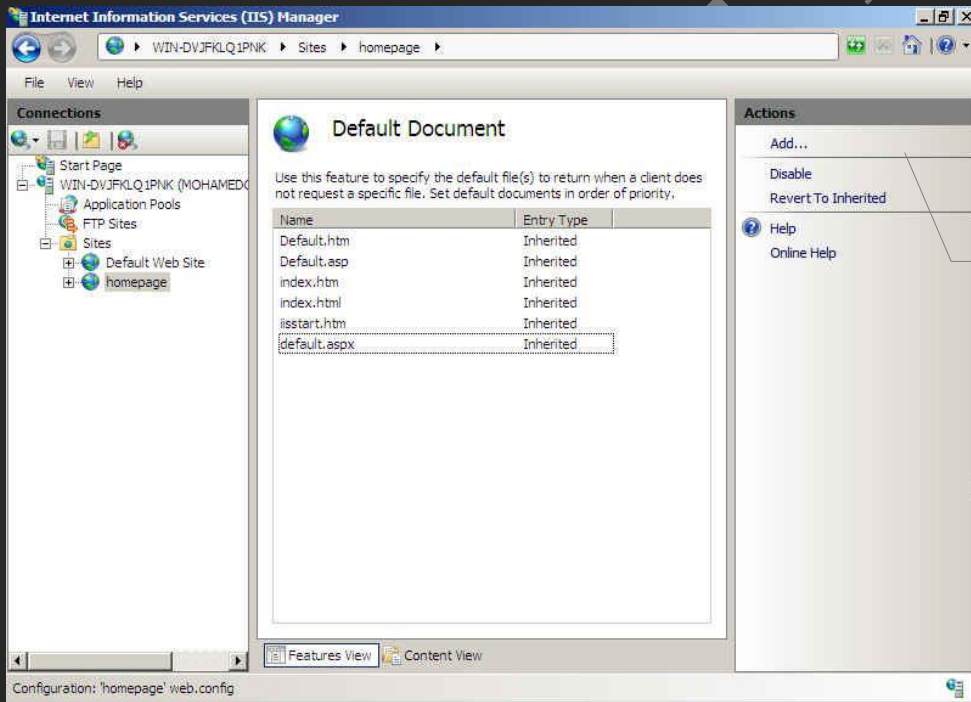 Internet Information Services (IIS) Manager
WIN-DVJFKLQ1PNK Sites homepage
File View Help
Connections
Start Page
WIN-DVJFKLQ1PNK (MOHAMED
Application Pools
FTP Sites
Sites
Default Web Site
homepage
Default Document
Use this feature to specify the default file(s) to return when a client does
not request a specific file. Set default documents in order of priority.
Name Entry Type
Default.htm Inherited
Default.asp Inherited
index.htm Inherited
index.html Inherited
iisstart.htm Inherited
default.aspx Inherited
Features View Content View
Actions
Add...
Disable
Revert To Inherited
Help
Online Help
Configuration: 'homepage' web.config